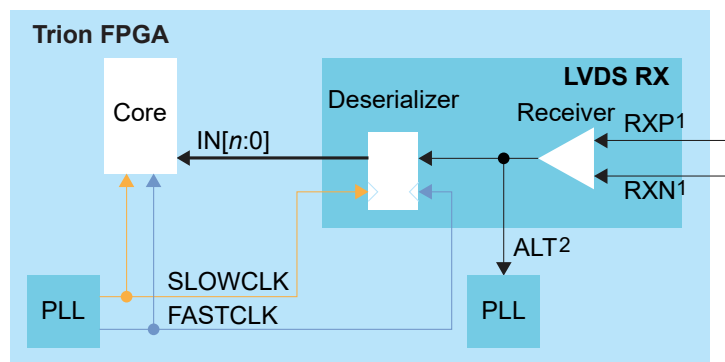 Trion FPGA
LVDS RX
Deserializer
Core
Receiver
RXP1
IN[n:0]
RXN1
ALT2
SLOWCLK
PLL
PLL
FASTCLK